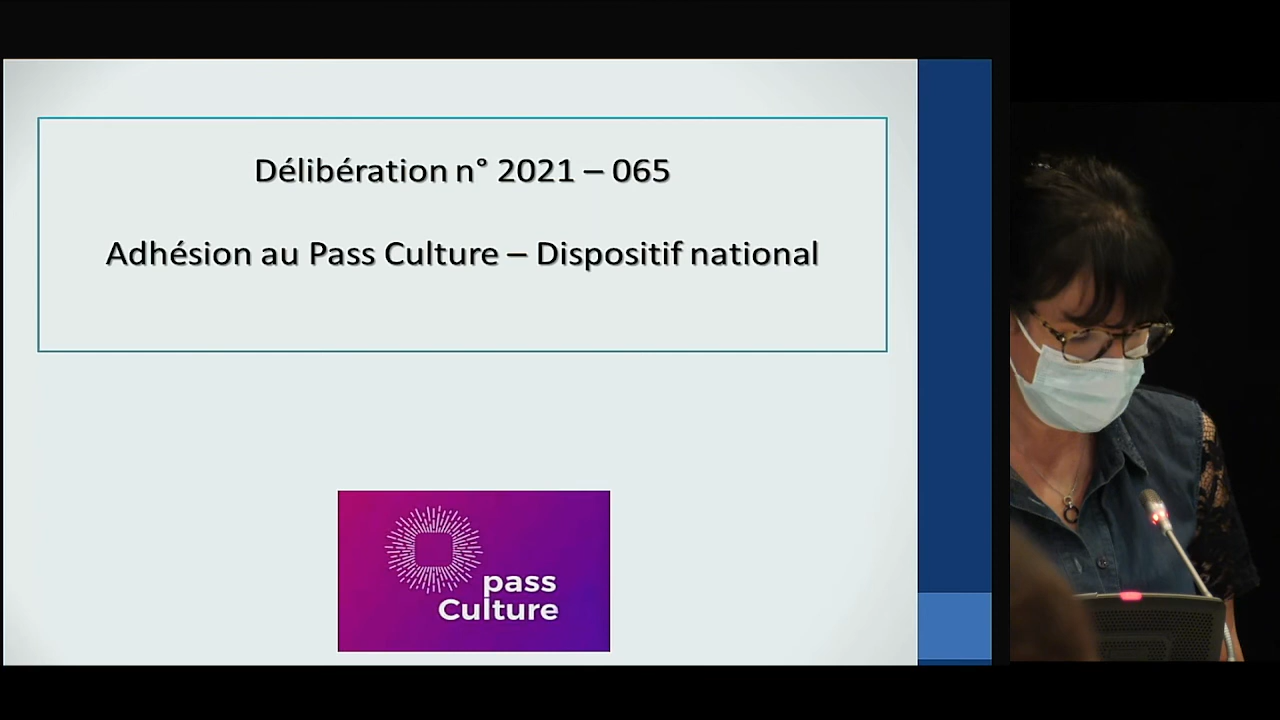 Délibération n° 2021 – 065
Adhésion au Pass Culture – Dispositif national
pass
Culture